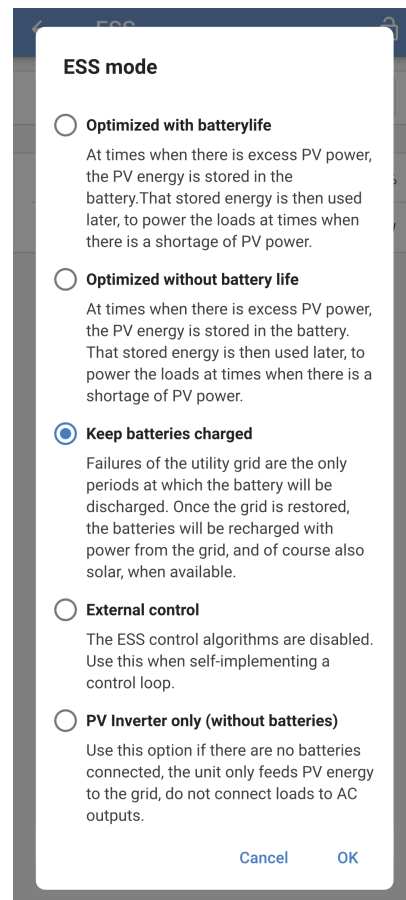 ESS
ESS mode
Optimized with batterylife
At times when there is excess PV power,
the PV energy is stored in the
battery.That stored energy is then used
later, to power the loads at times when
there is a shortage of PV power.
Optimized without battery life
At times when there is excess PV power,
the PV energy is stored in the battery.
That stored energy is then used later, to
power the loads at times when there is a
shortage of PV power.
Keep batteries charged
Failures of the utility grid are the only
periods at which the battery will be
discharged. Once the grid is restored,
the batteries will be recharged with
power from the grid, and of course also
solar, when available.
External control
The ESS control algorithms are disabled.
Use this when self-implementing a
control loop.
PV Inverter only (without batteries)
Use this option if there are no batteries
connected, the unit only feeds PV energy
to the grid, do not connect loads to AC
outputs.
Cancel OK